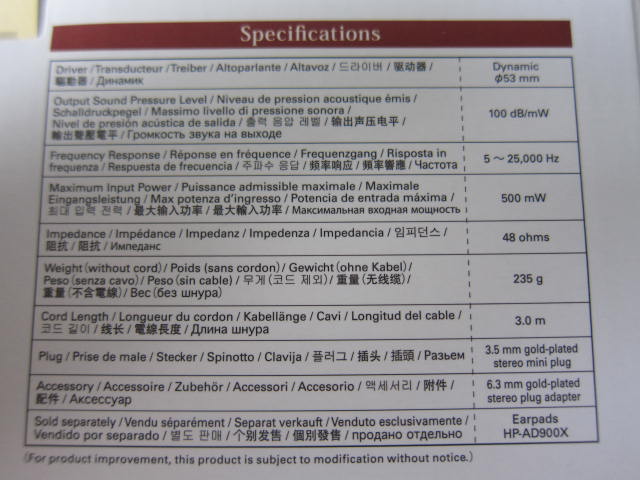 Specifications
Driver / Transducteur / Treiber / Altoparlante / Altavoz / 드라이버 / 驱动器 /
驅動器 / Динамик
Dynamic
φ53 mm
Output Sound Pressure Level / Niveau de pression acoustique émis /
Schalldruckpegel / Massimo livello di pressione sonora /
Nivel de presión acústica de salida / 출력 음압 레벨 / 输出声压电平 /
輸出聲壓電平 / Громкость звука на выходе
100 dB/mW
Frequency Response / Réponse en fréquence / Frequenzgang / Risposta in
frequenza / Respuesta de frecuencia / 주파수 응답 / 频率响应 / 頻率響應 / Частота
5 ～ 25,000 Hz
Maximum Input Power / Puissance admissible maximale / Maximale
Eingangsleistung / Max potenza d'ingresso / Potencia de entrada máxima /
최대 입력 전력 / 最大输入功率 / 最大輸入功率 / Максимальная входная мощность
500 mW
Impedance / Impédance / Impedanz / Impedenza / Impedancia / 임피던스 /
阻抗 / 阻抗 / Импеданс
48 ohms
Weight (without cord) / Poids (sans cordon) / Gewicht (ohne Kabel) /
Peso (senza cavo) / Peso (sin cable) / 무게 (코드 제외) / 重量 (无线缆) /
重量 (不含電線) / Вес (без шнура)
235 g
Cord Length / Longueur du cordon / Kabellänge / Cavi / Longitud del cable /
코드 길이 / 线长 / 電線長度 / Длина шнура
3.0 m
Plug / Prise de male / Stecker / Spinotto / Clavija / 플러그 / 插头 / 插頭 / Разъем
3.5 mm gold-plated
stereo mini plug
Accessory / Accessoire / Zubehör / Accessori / Accesorio / 액세서리 / 附件 /
配件 / Аксессуар
6.3 mm gold-plated
stereo plug adapter
Sold separately / Vendu séparément / Separat verkauft / Venduto esclusivamente /
Vendido por separado / 별도 판매 / 个别发售 / 個別發售 / продано отдельно
Earpads
HP-AD900X
(For product improvement, this product is subject to modification without notice.)